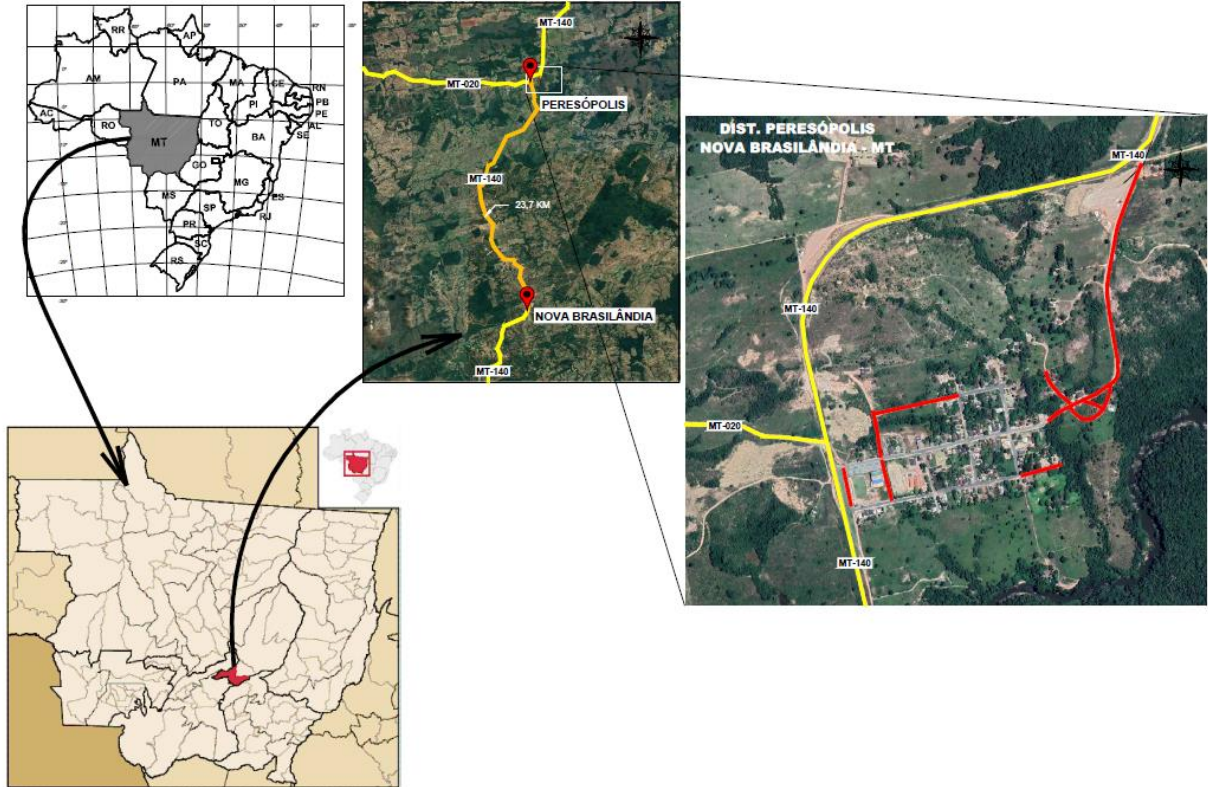 RR
AP
AM
PA
MA
CE
RN
PB
PE
AL
SE
PI
AC
RO
TO
BA
MT
GO
MG
MS
ES
SP
RJ
PR
SC
RS
MT-140
MT-020
PERESÓPOLIS
MT-140
23,7 KM
NOVA BRASILÂNDIA
MT-140
DIST. PERESÓPOLIS
NOVA BRASILÂNDIA - MT
MT-140
MT-140
MT-020
MT-140